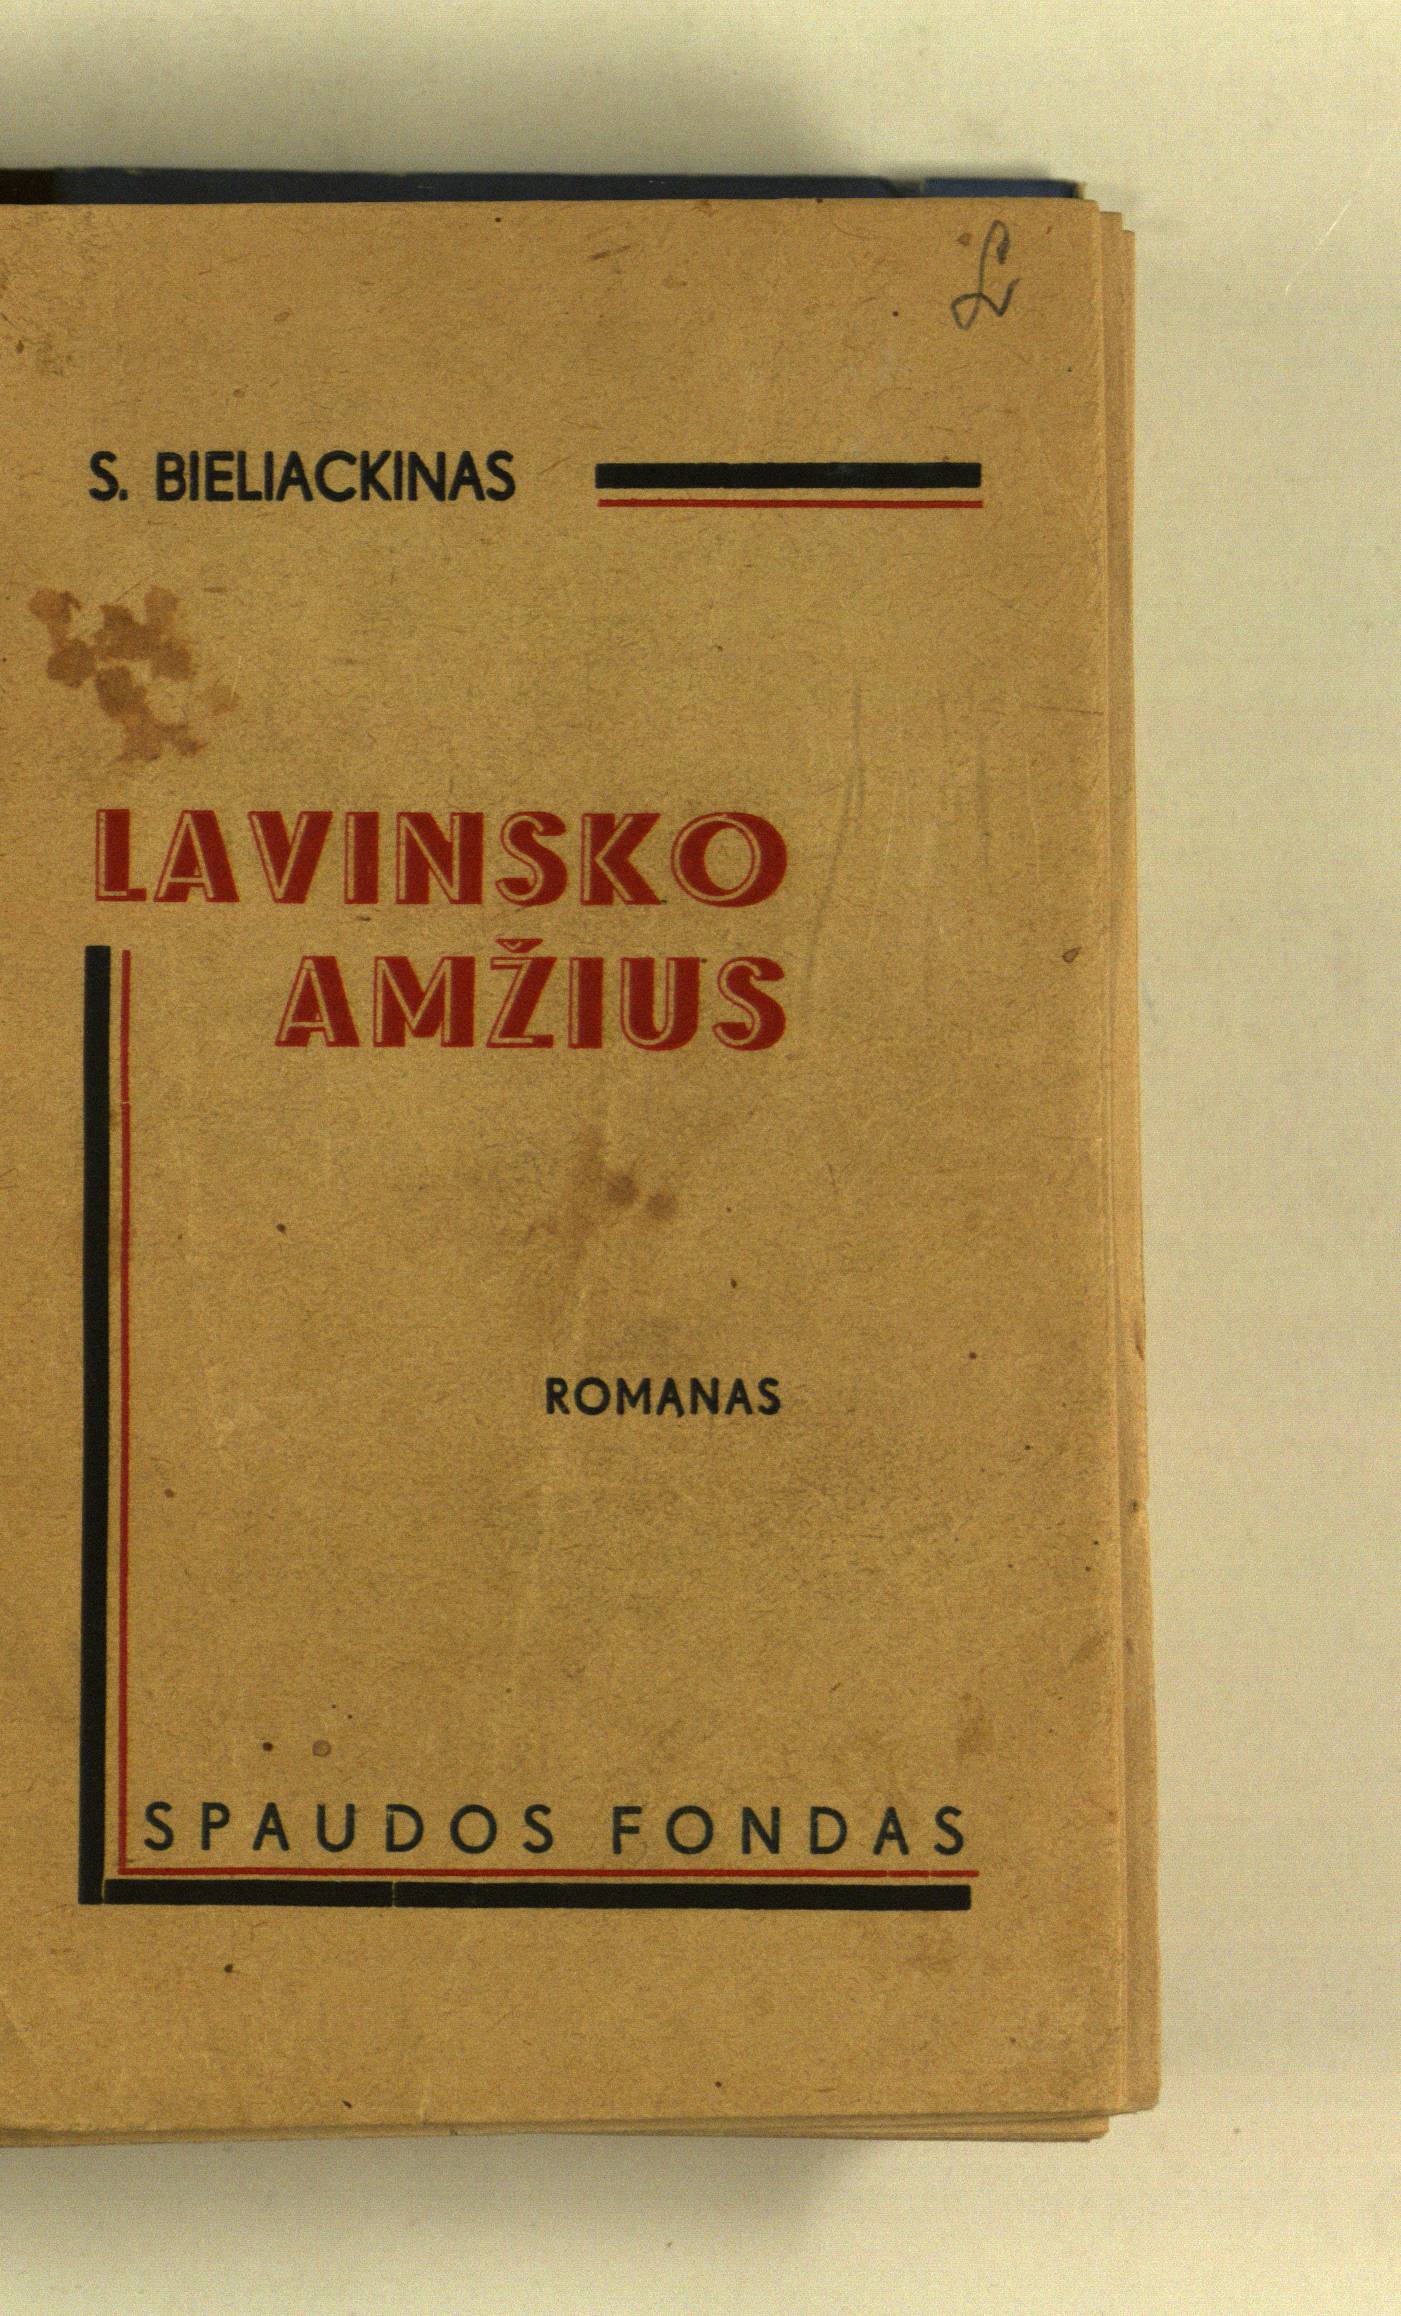 S. BIELIACKINAS
LAVINSKO
AMŽIUS
ROMANAS
SPAUDOS FONDAS